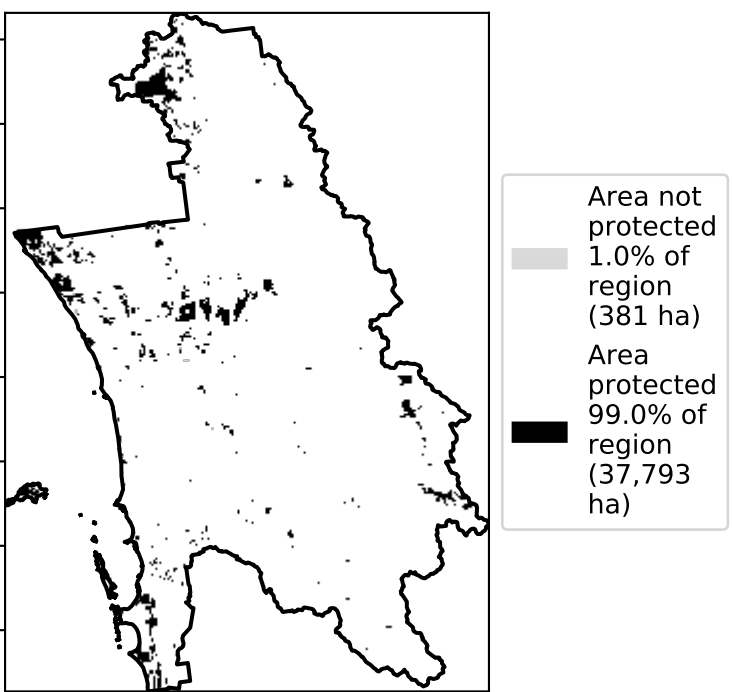 Area not
protected
1.0% of
region
(381 ha)
Area
protected
99.0% of
region
(37,793
ha)